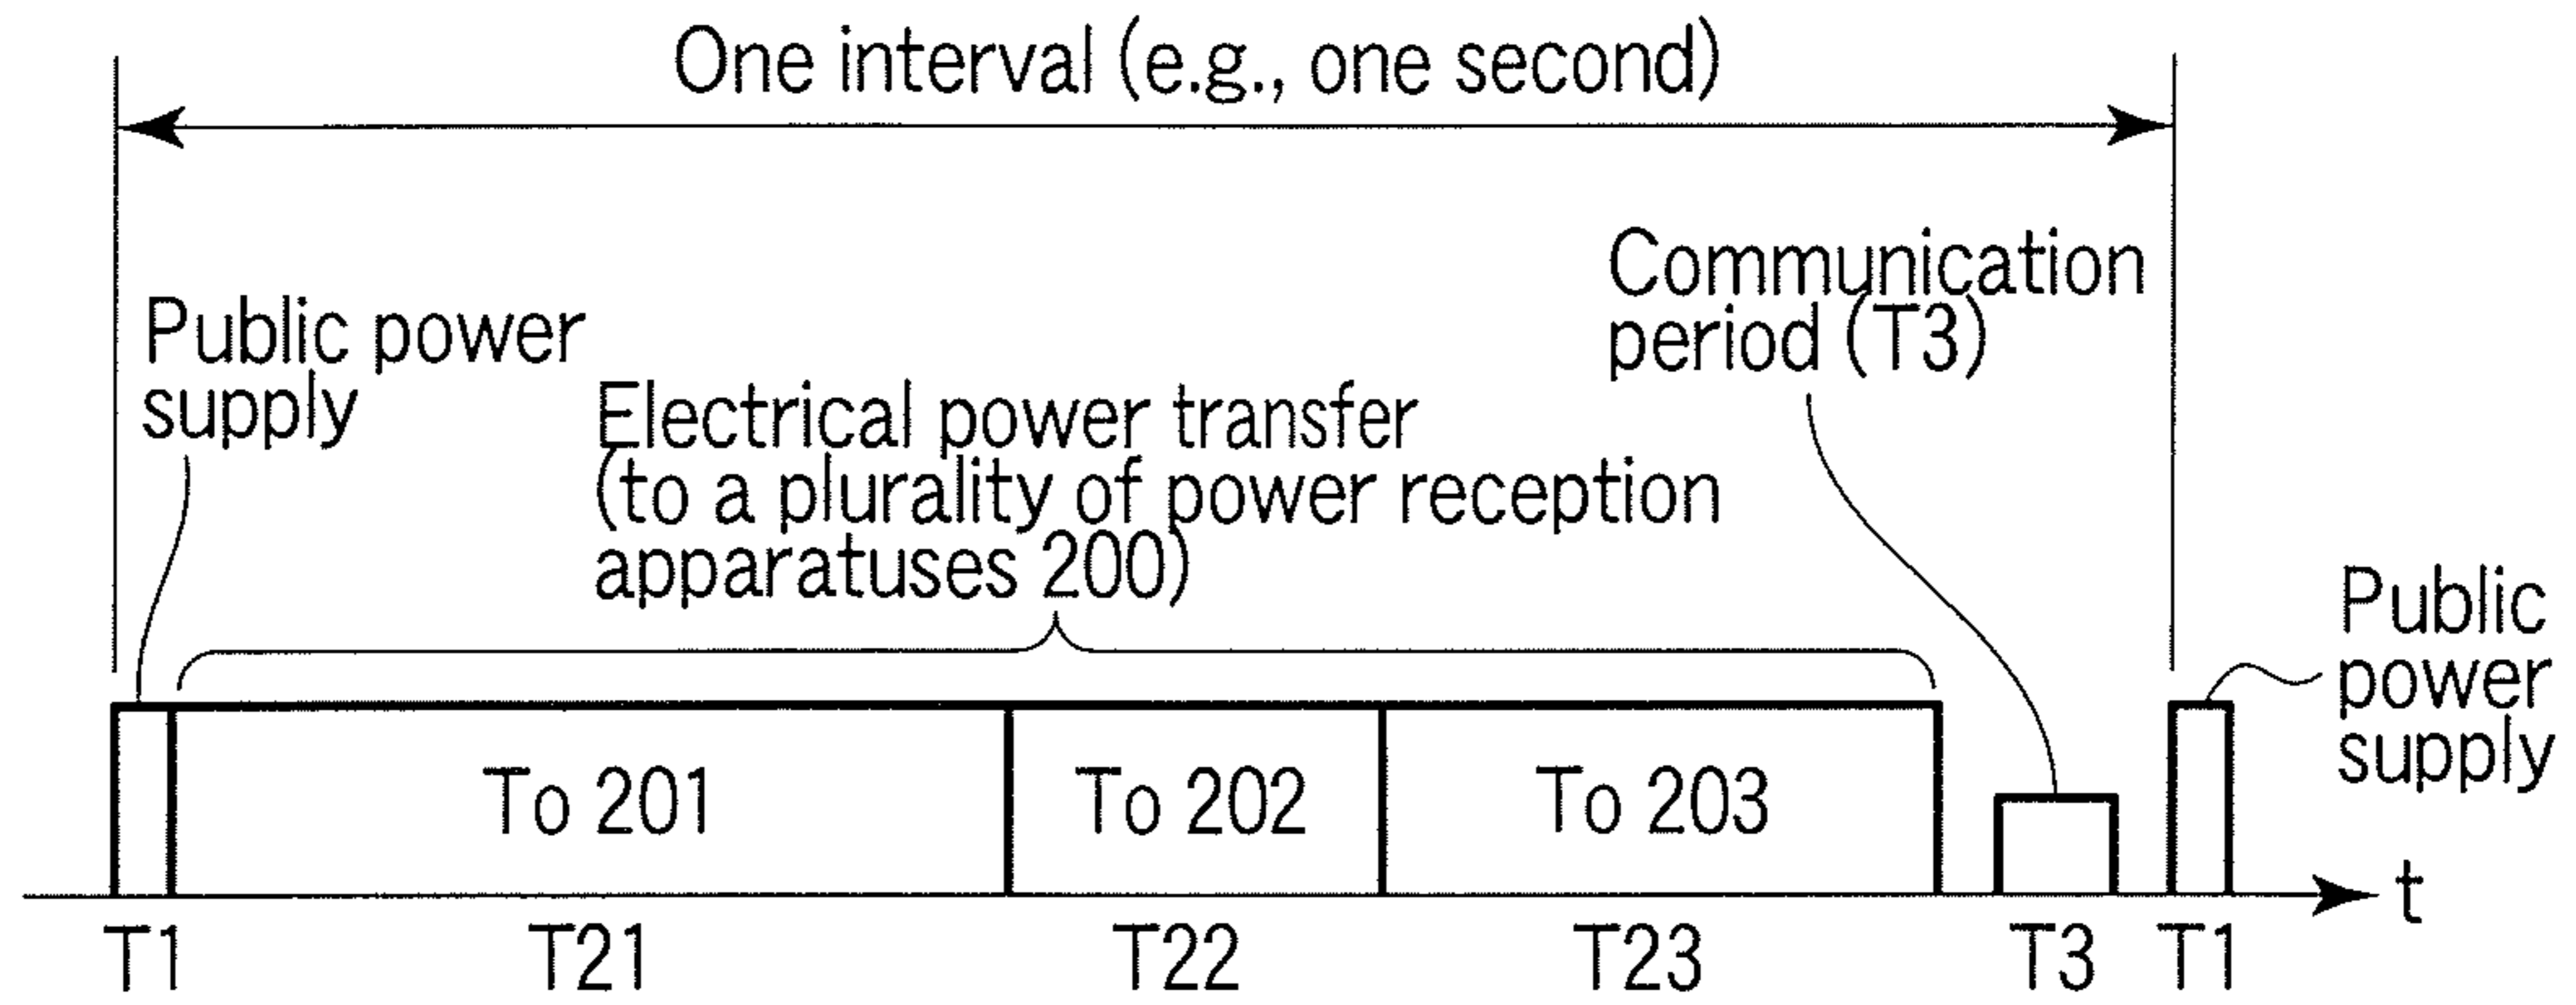 One interval (e.g., one second)
Public power
supply
Electrical power transfer
(to a plurality of power reception
apparatuses 200)
Communication
period (T3)
Public
power
supply
To 201
To 202
To 203
t
T1
T21
T22
T23
T3
T1